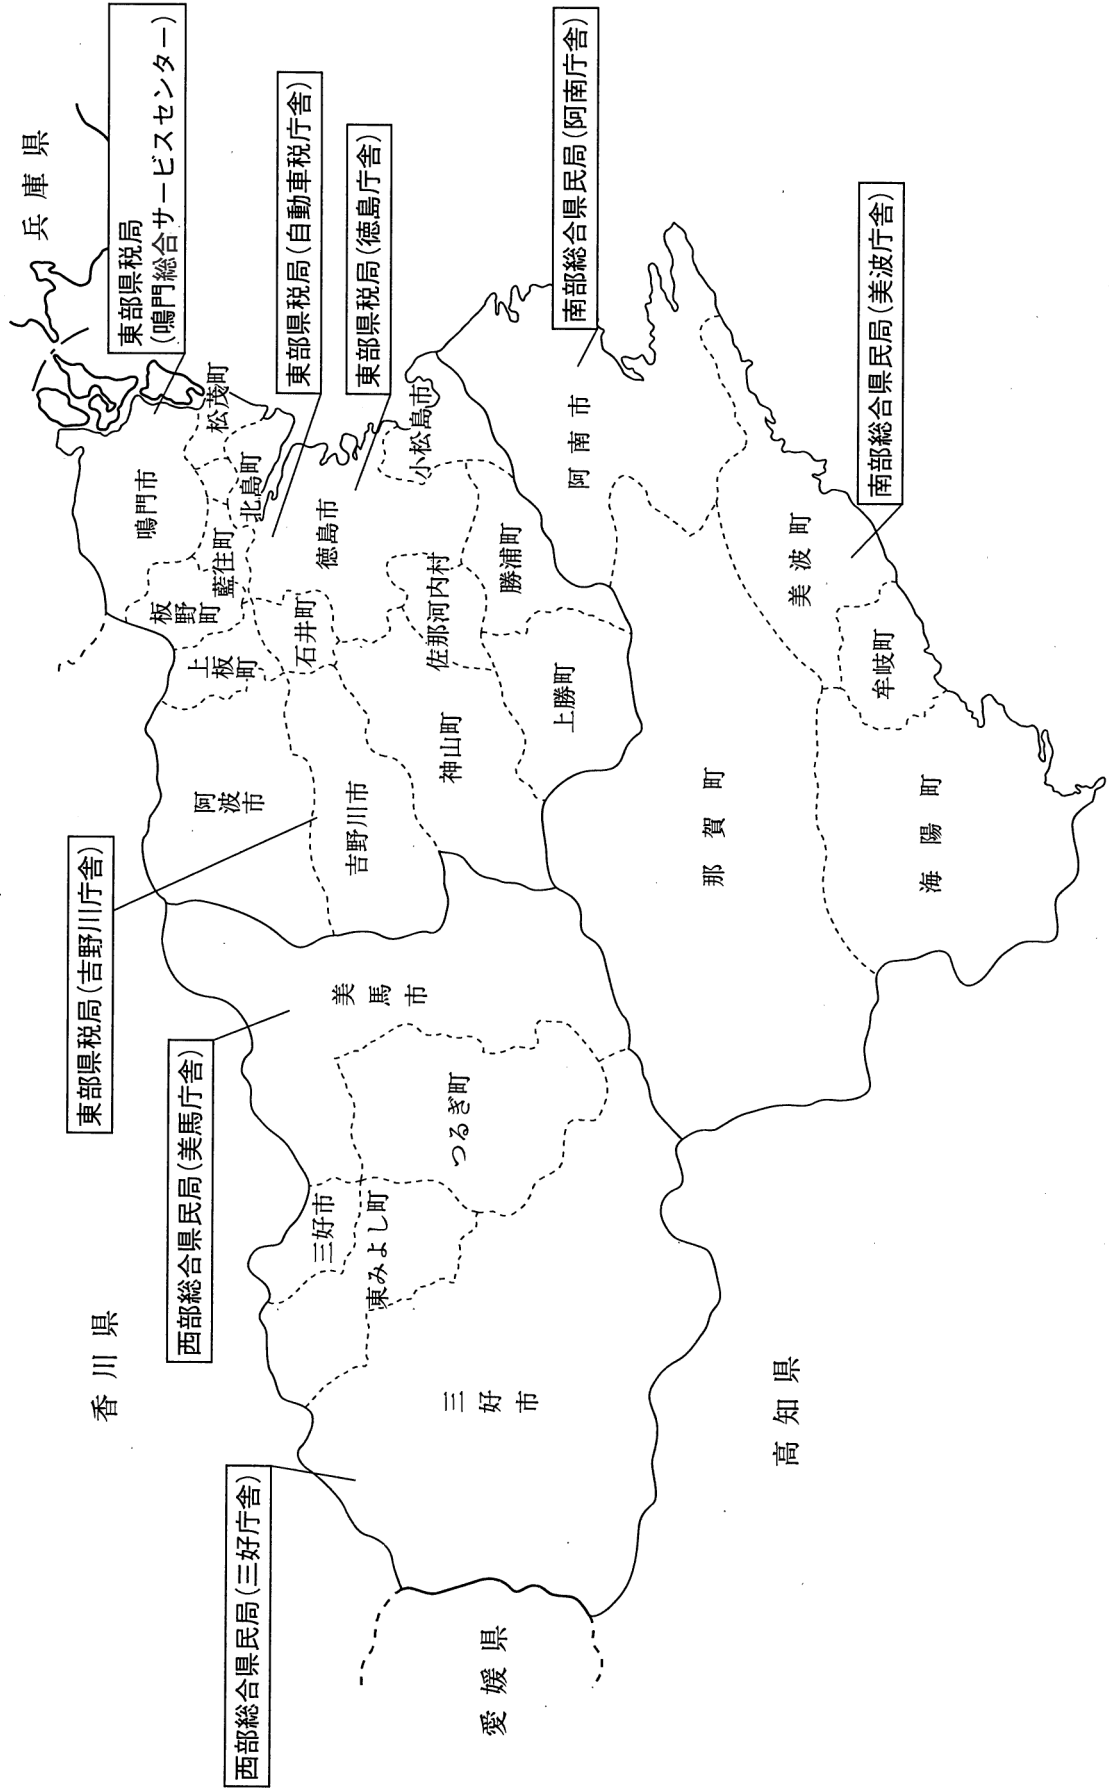 兵庫県
東部県税局
(鳴門総合サービスセンター)
東部県税局(自動車税庁舎)
東部県税局(徳島庁舎)
南部総合県民局(阿南庁舎)
南部総合県民局(美波庁舎)
東部県税局(吉野川庁舎)
西部総合県民局(美馬庁舎)
西部総合県民局(三好庁舎)
香川県
愛媛県
高知県
鳴門市
松茂町
北島町
藍住町
板野町
上板町
徳島市
石井町
小松島市
佐那河内村
勝浦町
上勝町
神山町
阿波市
吉野川市
阿南市
美波町
牟岐町
那賀町
海陽町
美馬市
つるぎ町
三好市
東みよし町
三好市